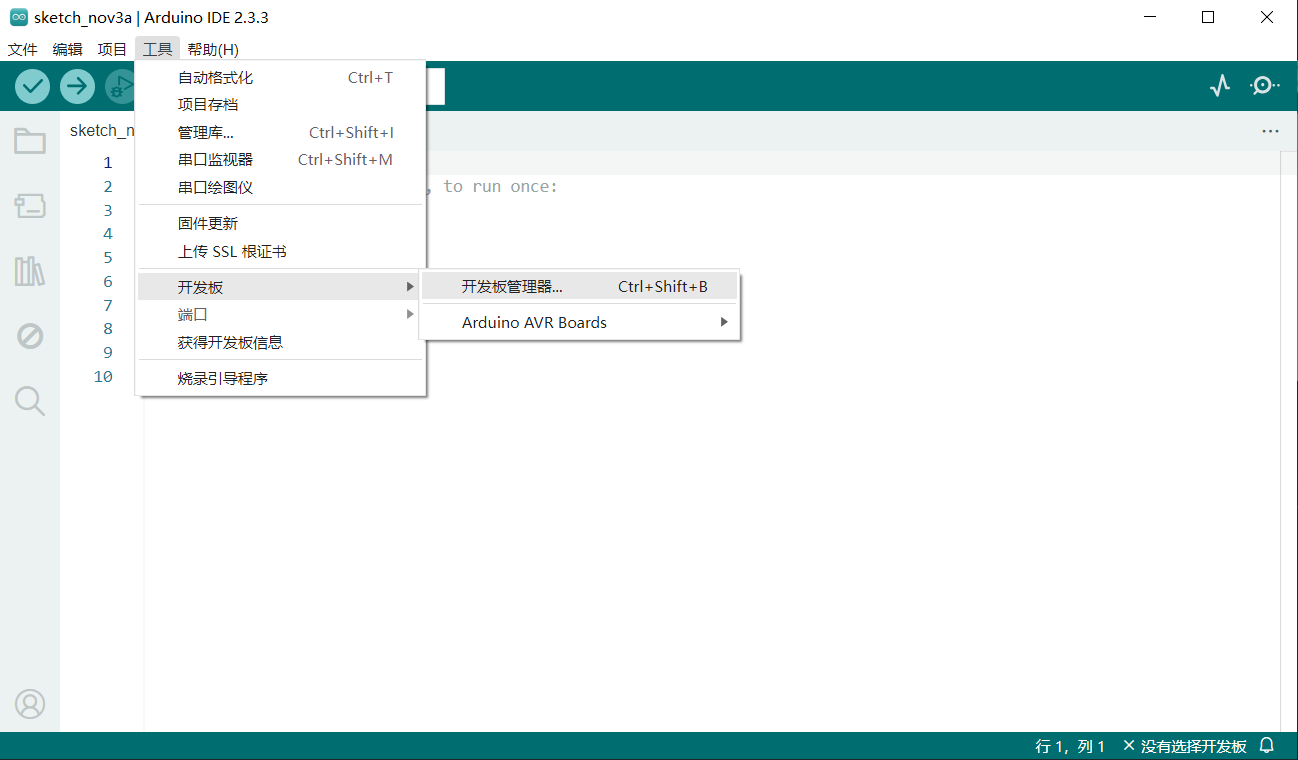 sketch_nov3a | Arduino IDE 2.3.3
文件 编辑 项目 工具 帮助(H)
自动格式化 Ctrl+T
项目存档
管理库... Ctrl+Shift+I
串口监视器 Ctrl+Shift+M
串口绘图仪
固件更新
上传 SSL 根证书
开发板
端口
获得开发板信息
烧录引导程序
开发板管理器... Ctrl+Shift+B
Arduino AVR Boards
sketch_n
1
2 , to run once:
3
4
5
6
7
8
9
10
行 1，列 1 × 没有选择开发板